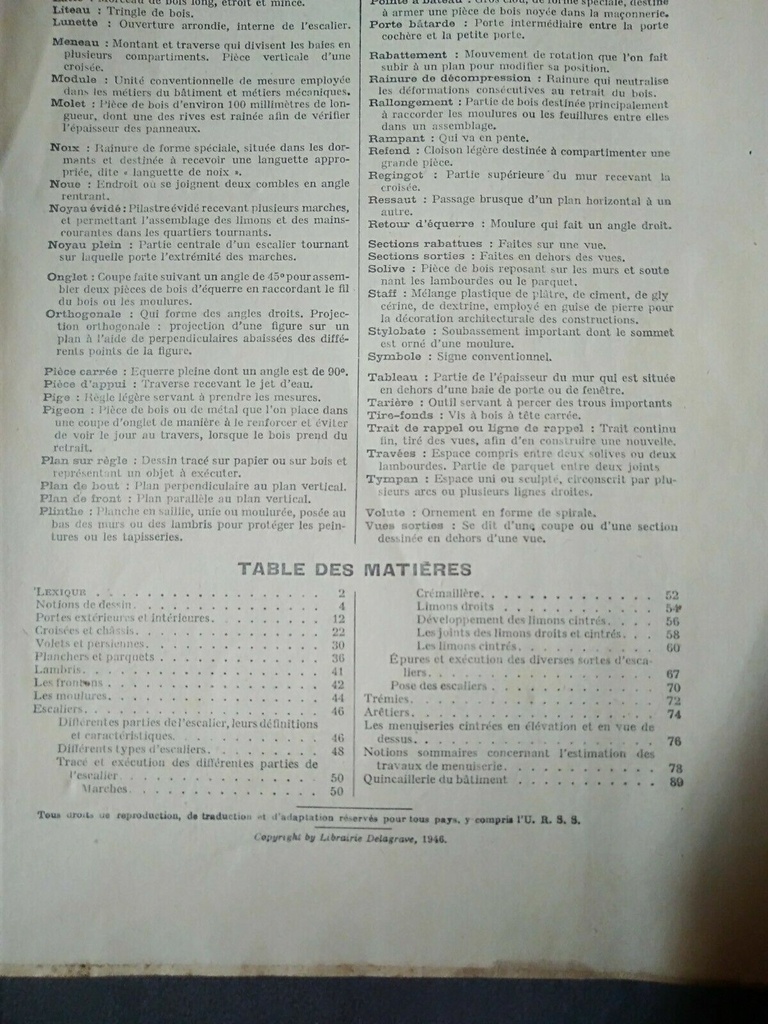 Liteau : Tringle de bois.
Lunette : Ouverture arrondie, interne de l'escalier.
Meneau : Montant et traverse qui divisent les baies en
plusieurs compartiments. Pièce verticale d'une
croisée.
Module : Unité conventionnelle de mesure employée
dans les métiers du bâtiment et métiers mécaniques.
Molet : Pièce de bois d'environ 100 millimètres de lon-
gueur, dont une des rives est rainée afin de vérifier
l'épaisseur des panneaux.
Noix : Rainure de forme spéciale, située dans les dor-
mants et destinée à recevoir une languette appro-
priée, dite « languette de noix ».
Noue : Endroit où se joignent deux combles en angle
rentrant.
Noyau évidé : Pilastre évidé recevant plusieurs marches,
et permettant l'assemblage des limons et des mains-
courantes dans les quartiers tournants.
Noyau plein : Partie centrale d'un escalier tournant
sur laquelle porte l'extrémité des marches.
Onglet : Coupe faite suivant un angle de 45° pour assem-
bler deux pièces de bois d'équerre en raccordant le fil
du bois ou les moulures.
Orthogonale : Qui forme des angles droits. Projec-
tion orthogonale : projection d'une figure sur un
plan à l'aide de perpendiculaires abaissées des diffé-
rents points de la figure.
Pièce carrée : Equerre pleine dont un angle est de 90°.
Pièce d'appui : Traverse recevant le jet d'eau.
Pige : Règle légère servant à prendre les mesures.
Pigeon : Pièce de bois ou de métal que l'on place dans
une coupe d'onglet de manière à le renforcer et éviter
de voir le jour au travers, lorsque le bois prend du
retrait.
Plan sur règle : Dessin tracé sur papier ou sur bois et
représentant un objet à exécuter.
Plan de bout : Plan perpendiculaire au plan vertical.
Plan de front : Plan parallèle au plan vertical.
Plinthe : Planche en saillie, unie ou moulurée, posée au
bas des murs ou des lambris pour protéger les pein-
tures ou les tapisseries.
à armer une pièce de bois noyée dans la maçonnerie.
Porte bâtarde : Porte intermédiaire entre la porte
cochère et la petite porte.
Rabattement : Mouvement de rotation que l'on fait
subir à un plan pour modifier sa position.
Rainure de décompression : Rainure qui neutralise
les déformations consécutives au retrait du bois.
Rallongement : Partie de bois destinée principalement
à raccorder les moulures ou les feuillures entre elles
dans un assemblage.
Rampant : Qui va en pente.
Refend : Cloison légère destinée à compartimenter une
grande pièce.
Regingot : Partie supérieure du mur recevant la
croisée.
Ressaut : Passage brusque d'un plan horizontal à un
autre.
Retour d'équerre : Moulure qui fait un angle droit.
Sections rabattues : Faites sur une vue.
Sections sorties : Faites en dehors des vues.
Solive : Pièce de bois reposant sur les murs et soute
nant les lambourdes ou le parquet.
Staff : Mélange plastique de plâtre, de ciment, de gly
cérine, de dextrine, employé en guise de pierre pour
la décoration architecturale des constructions.
Stylobate : Soubassement important dont le sommet
est orné d'une moulure.
Symbole : Signe conventionnel.
Tableau : Partie de l'épaisseur du mur qui est située
en dehors d'une baie de porte ou de fenêtre.
Tarière : Outil servant à percer des trous importants
Tire-fonds : Vis à bois à tête carrée.
Trait de rappel ou ligne de rappel : Trait continu
fin, tiré des vues, afin d'en construire une nouvelle.
Travées : Espace compris entre deux solives ou deux
lambourdes. Partie de parquet entre deux joints
Tympan : Espace uni ou sculpté, circonscrit par plu-
sieurs arcs ou plusieurs lignes droites.
Volute : Ornement en forme de spirale.
Vues sorties : Se dit d'une coupe ou d'une section
dessinée en dehors d'une vue.
TABLE DES MATIÈRES
LEXIQUE . . . . . . . . . . . . 2
Notions de dessin. . . . . . . . . . . . 4
Portes extérieures et intérieures. . . . . . . . 12
Croisées et châssis. . . . . . . . . . . 22
Volets et persiennes. . . . . . . . . . . 30
Planchers et parquets . . . . . . . . . . 36
Lambris. . . . . . . . . . . . . 41
Les frontons . . . . . . . . . . . . 42
Les moulures. . . . . . . . . . . . 44
Escaliers. . . . . . . . . . . . . 46
Différentes parties de l'escalier, leurs définitions
et caractéristiques. . . . . . . . . . 46
Différents types d'escaliers. . . . . . . . 48
Tracé et exécution des différentes parties de
l'escalier. . . . . . . . . . . . 50
Marches. . . . . . . . . . . . 50
Crémaillère. . . . . . . . . . . 52
Limons droits . . . . . . . . . . 54
Développement des limons cintrés. . . . 56
Les joints des limons droits et cintrés. . . 58
Les limons cintrés. . . . . . . . . 60
Épures et exécution des diverses sortes d'esca-
liers. . . . . . . . . . . . . 67
Pose des escaliers . . . . . . . . . . 70
Trémies. . . . . . . . . . . . . 72
Arêtiers. . . . . . . . . . . . . 74
Les menuiseries cintrées en élévation et en vue de
dessus. . . . . . . . . . . . . 76
Notions sommaires concernant l'estimation des
travaux de menuiserie. . . . . . . . . 78
Quincaillerie du bâtiment . . . . . . . . 89
Tous droits de reproduction, de traduction et d'adaptation réservés pour tous pays, y compris l'U. R. S. S.
Copyright by Librairie Delagrave, 1946.